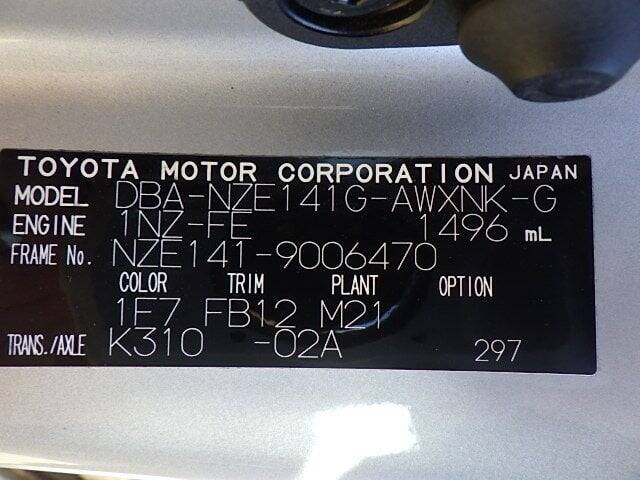 TOYOTA MOTOR CORPORATION JAPAN
MODEL DBA-NZE141G-AWXNK-G
ENGINE 1NZ-FE 1496 mL
FRAME No. NZE141-9006470
COLOR TRIM PLANT OPTION
1F7 FB12 M21
TRANS./AXLE K310 -02A 297